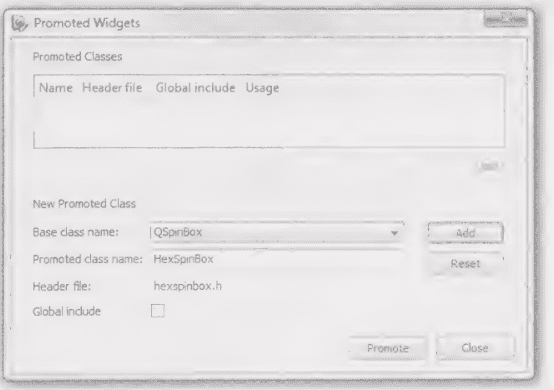 Promoted Widgets
Promoted Classes
Name Header file Global include Usage
New Promoted Class
Base class name: QSpinBox Add
Promoted class name: HexSpinBox
Reset
Header file: hexspinbox.h
Global include
Promote Close